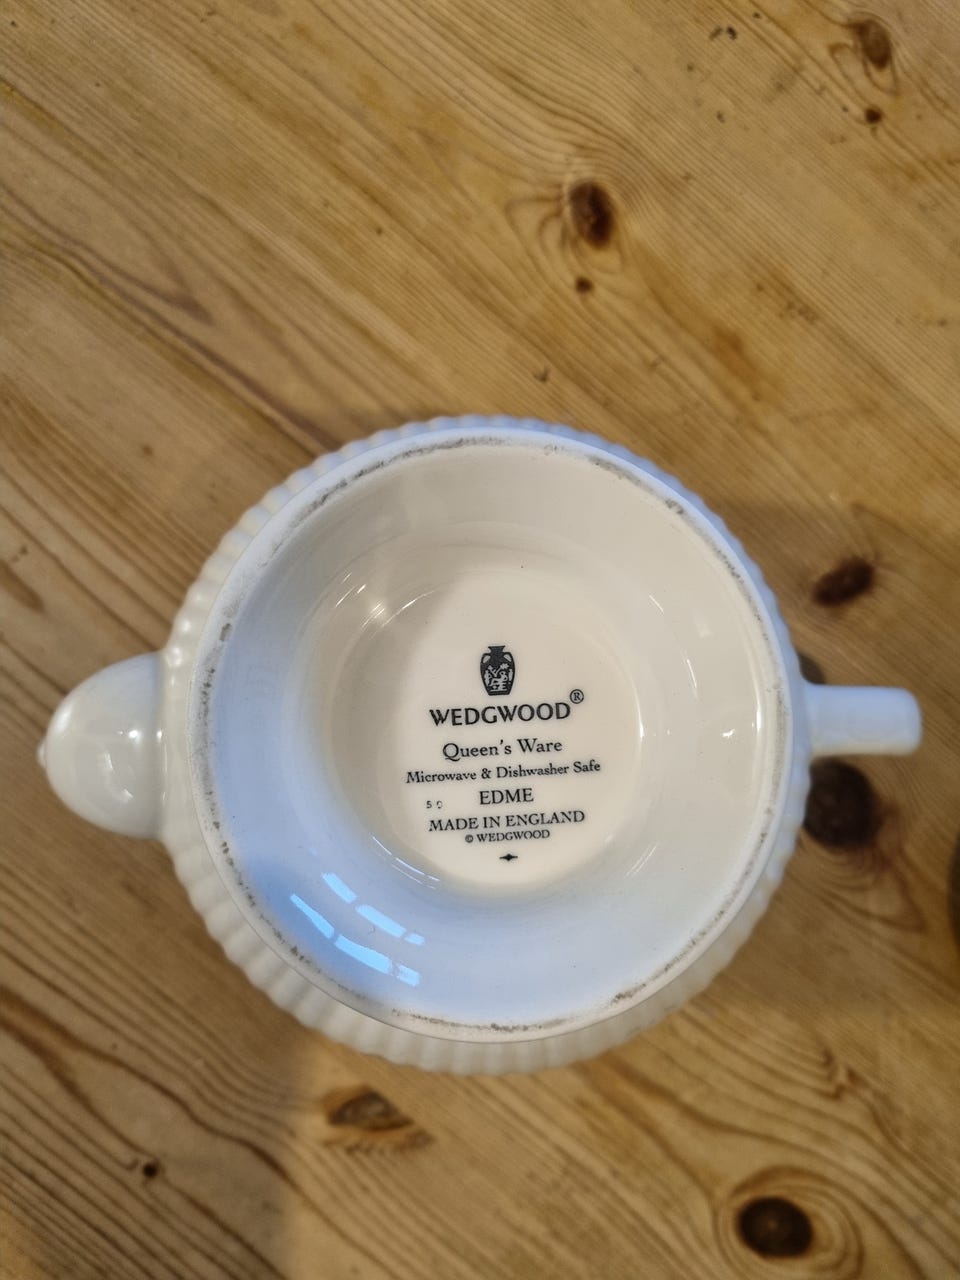 WEDGWOOD®
Queen's Ware
Microwave & Dishwasher Safe
EDME
MADE IN ENGLAND
© WEDGWOOD